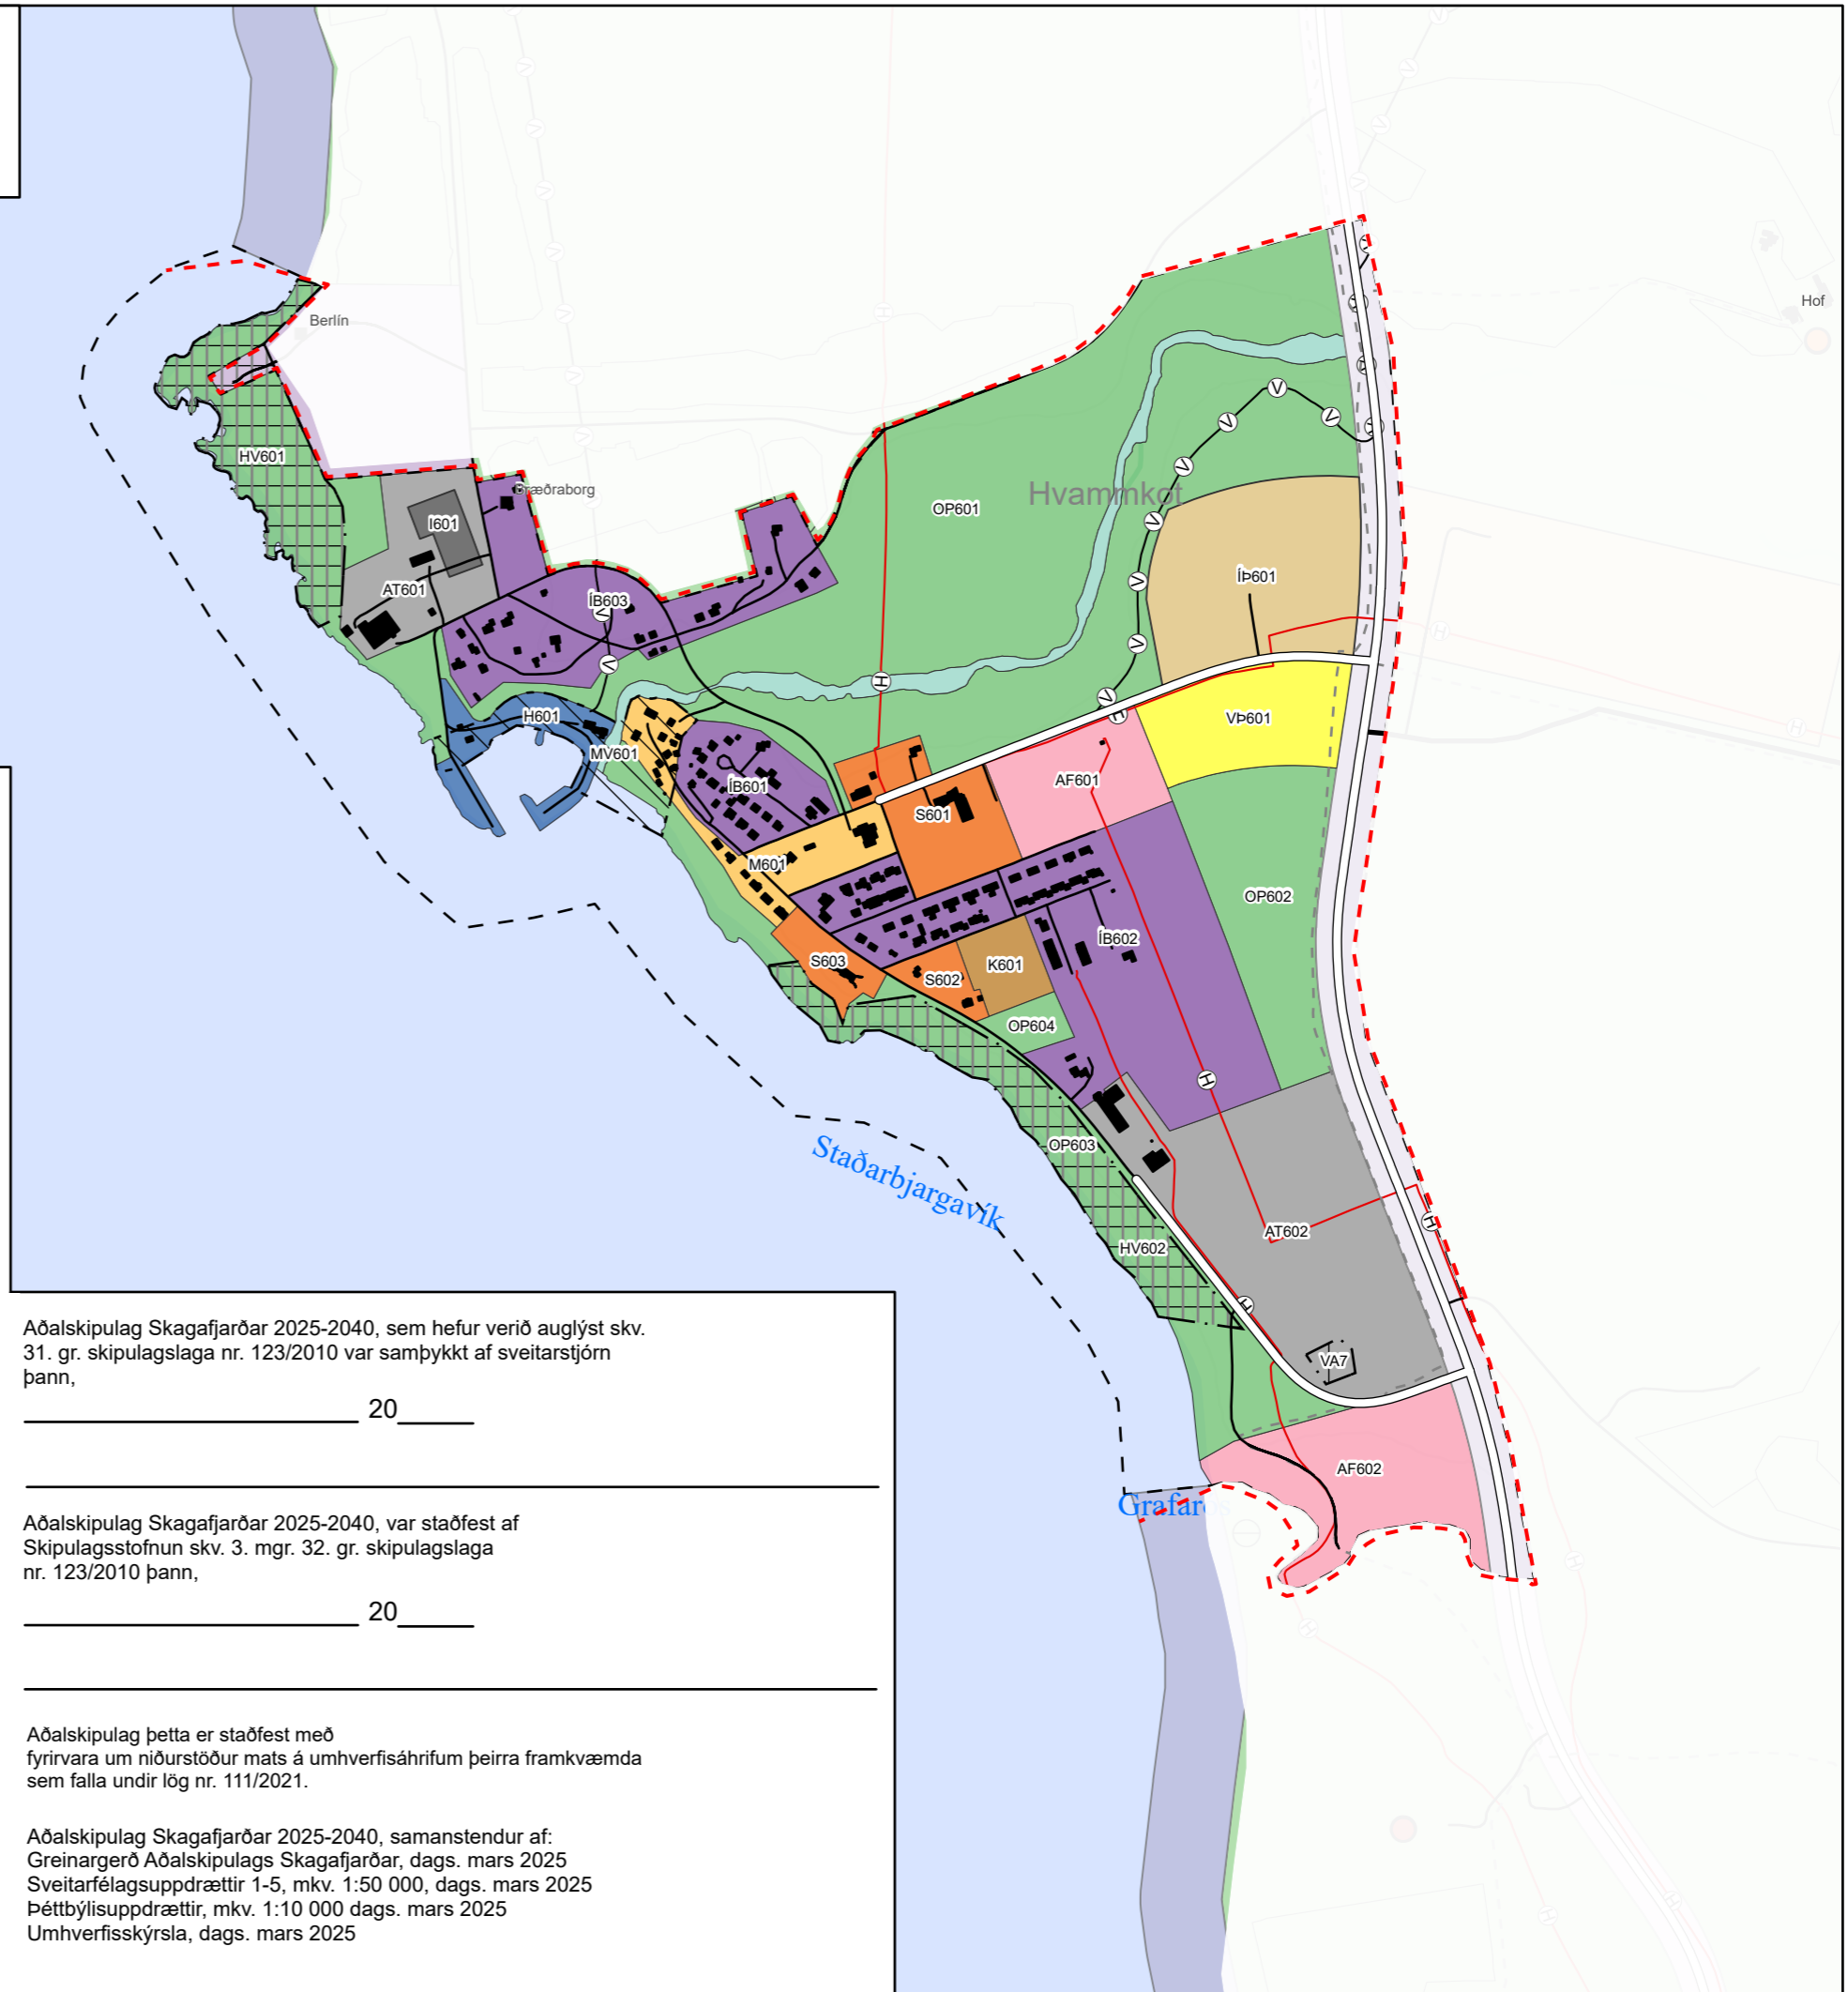 Berlín
Hof
HV601
Bræðraborg
I601
Hvammkot
OP601
AT601
ÍB603
ÍÞ601
H601
VÞ601
MV601
ÍB601
AF601
S601
M601
OP602
ÍB602
S603
K601
S602
OP604
OP603
Staðarbjargavík
AT602
HV602
VA7
AF602
V
H
Aðalskipulag Skagafjarðar 2025-2040, sem hefur verið auglýst skv.
31. gr. skipulagslaga nr. 123/2010 var samþykkt af sveitarstjórn
þann,
20
Aðalskipulag Skagafjarðar 2025-2040, var staðfest af
Skipulagsstofnun skv. 3. mgr. 32. gr. skipulagslaga
nr. 123/2010 þann,
20
Aðalskipulag þetta er staðfest með
fyrirvara um niðurstöður mats á umhverfisáhrifum þeirra framkvæmda
sem falla undir lög nr. 111/2021.
Aðalskipulag Skagafjarðar 2025-2040, samanstendur af:
Greinargerð Aðalskipulags Skagafjarðar, dags. mars 2025
Sveitarfélagsuppdrættir 1-5, mkv. 1:50 000, dags. mars 2025
Þéttbýlisuppdrættir, mkv. 1:10 000 dags. mars 2025
Umhverfisskýrsla, dags. mars 2025